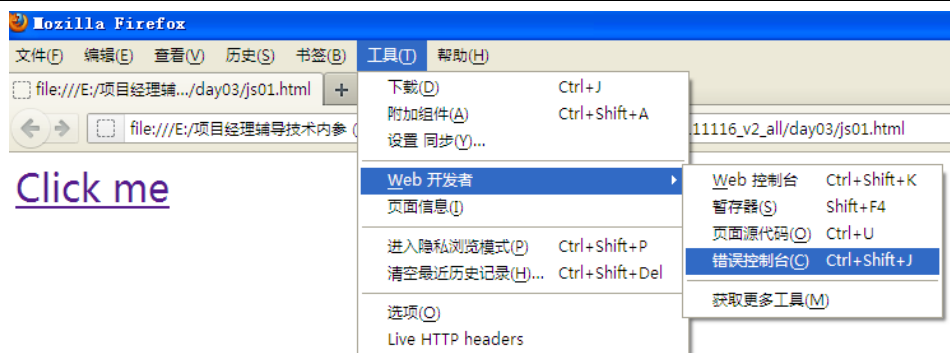 Mozilla Firefox
文件(F) 编辑(E) 查看(V) 历史(S) 书签(B) 工具(T) 帮助(H)
file:///E:/项目经理辅.../day03/js01.html +
file:///E:/项目经理辅导技术内参 ( .11116_v2_all/day03/js01.html
Click me
下载(D) Ctrl+J
附加组件(A) Ctrl+Shift+A
设置 同步(Y)...
Web 开发者
页面信息(I)
进入隐私浏览模式(P) Ctrl+Shift+P
清空最近历史记录(H)... Ctrl+Shift+Del
选项(O)
Live HTTP headers
Web 控制台 Ctrl+Shift+K
暂存器(S) Shift+F4
页面源代码(O) Ctrl+U
错误控制台(C) Ctrl+Shift+J
获取更多工具(M)